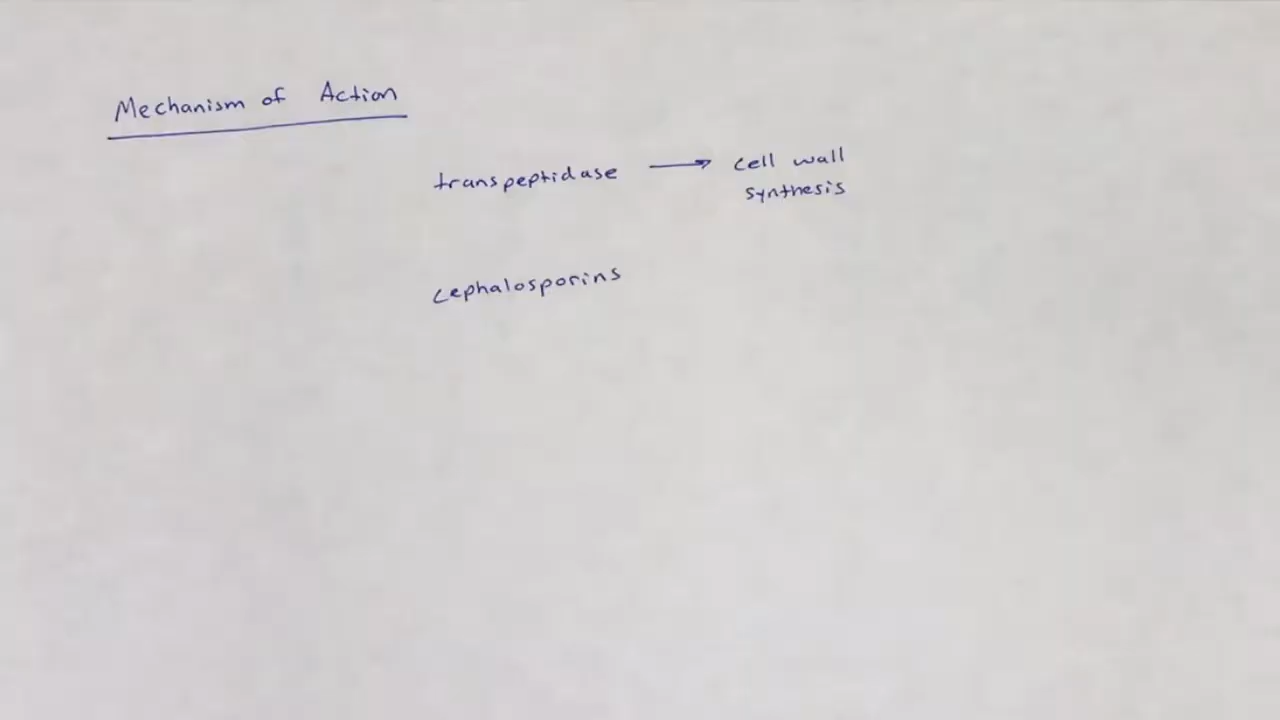 Mechanism of Action
transpeptidase → cell wall
synthesis
cephalosporins